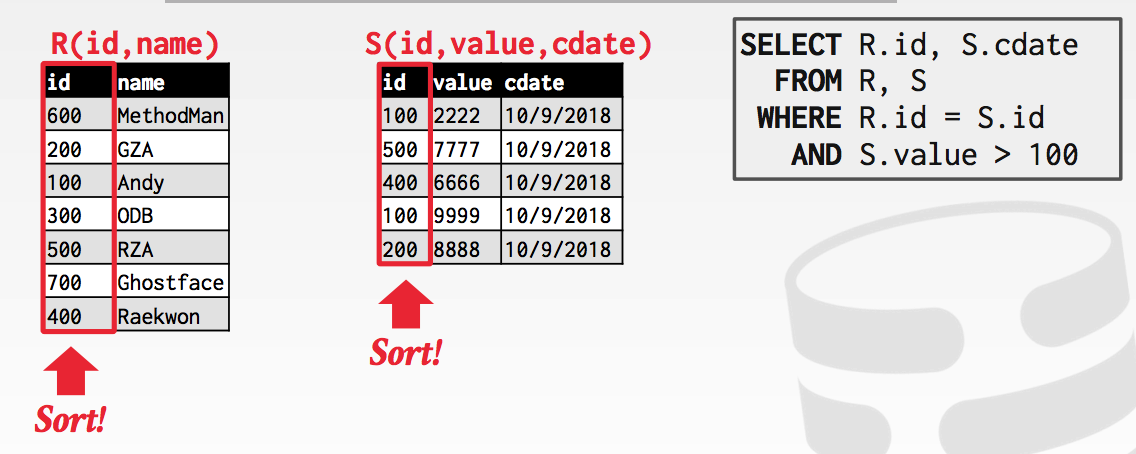 R(id,name)
id name
600 MethodMan
200 GZA
100 Andy
300 ODB
500 RZA
700 Ghostface
400 Raekwon
Sort!
S(id,value,cdate)
id value cdate
100 2222 10/9/2018
500 7777 10/9/2018
400 6666 10/9/2018
100 9999 10/9/2018
200 8888 10/9/2018
Sort!
SELECT R.id, S.cdate
FROM R, S
WHERE R.id = S.id
AND S.value > 100